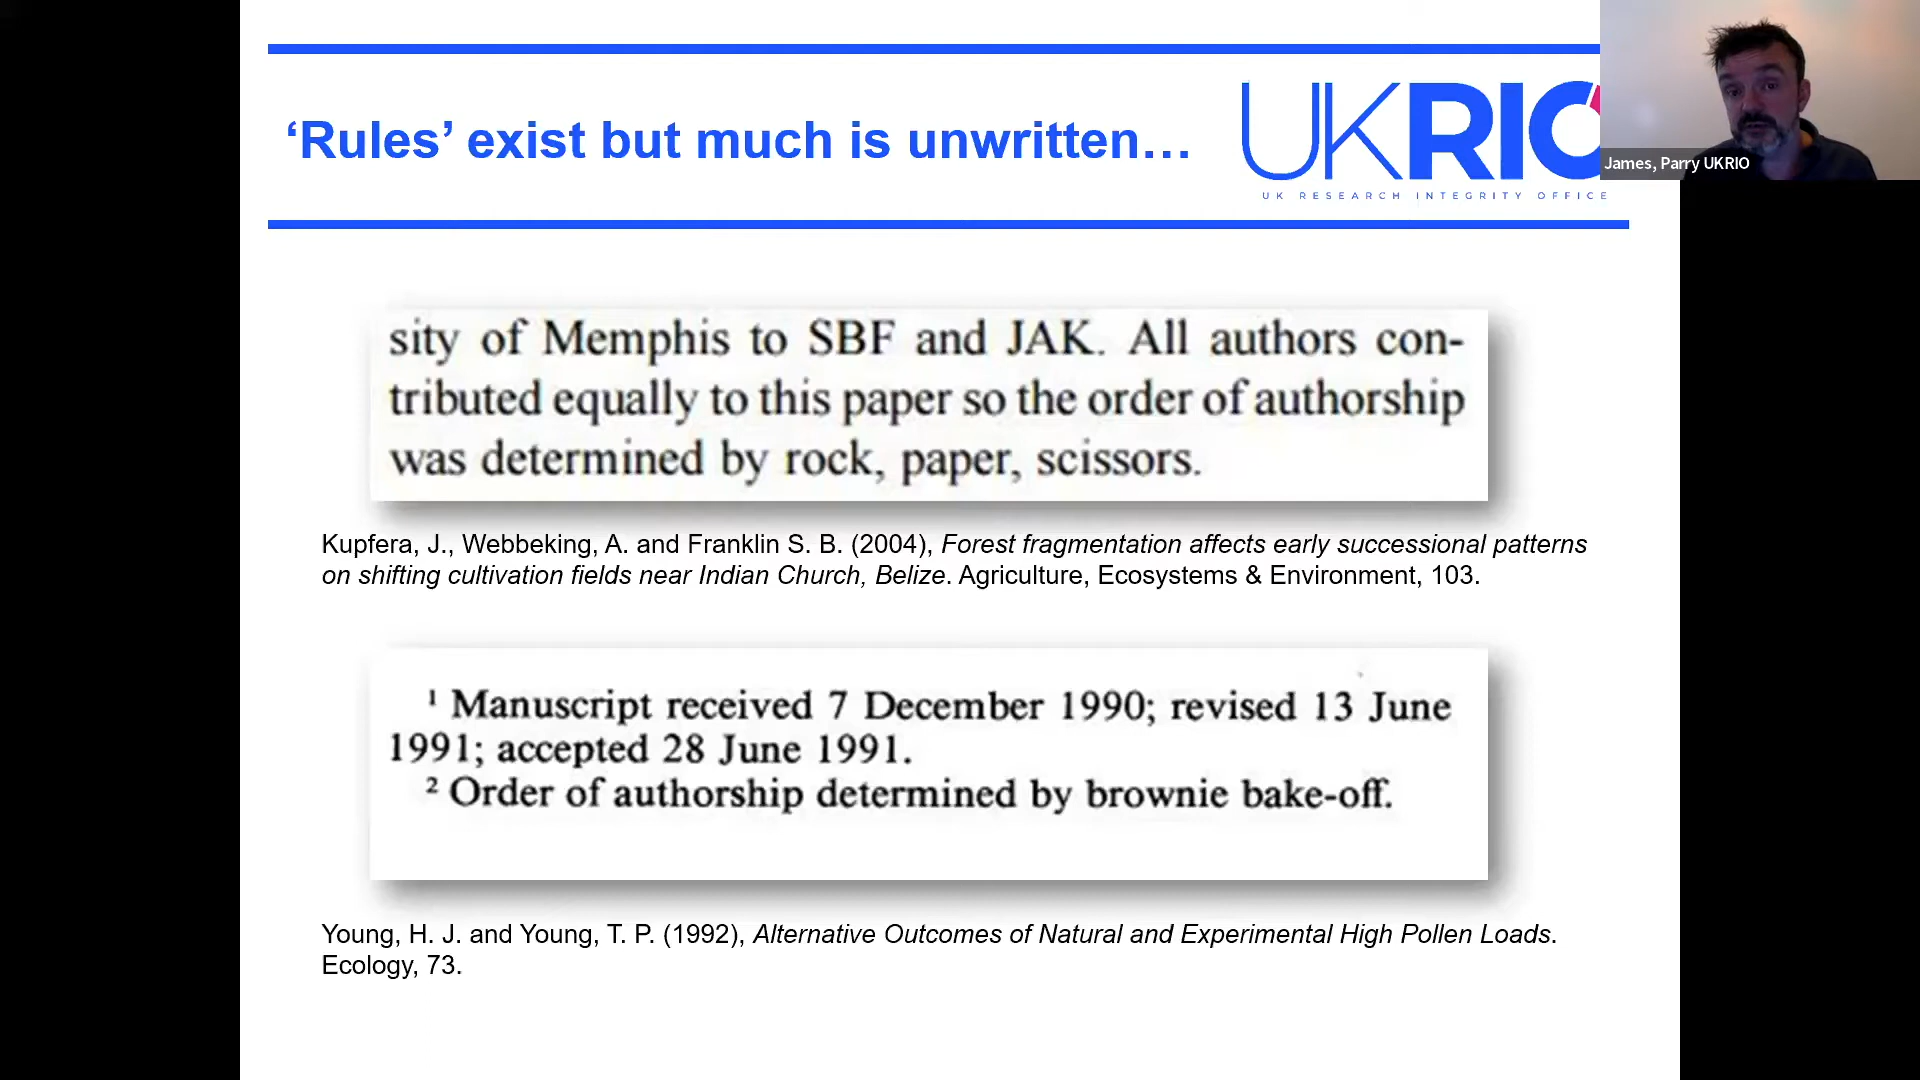 ‘Rules’ exist but much is unwritten…
UKRIO
UK RESEARCH INTEGRITY OFFICE
James, Parry UKRIO
sity of Memphis to SBF and JAK. All authors con-
tributed equally to this paper so the order of authorship
was determined by rock, paper, scissors.
Kupfera, J., Webbeking, A. and Franklin S. B. (2004), Forest fragmentation affects early successional patterns
on shifting cultivation fields near Indian Church, Belize. Agriculture, Ecosystems & Environment, 103.
1 Manuscript received 7 December 1990; revised 13 June
1991; accepted 28 June 1991.
2 Order of authorship determined by brownie bake-off.
Young, H. J. and Young, T. P. (1992), Alternative Outcomes of Natural and Experimental High Pollen Loads.
Ecology, 73.